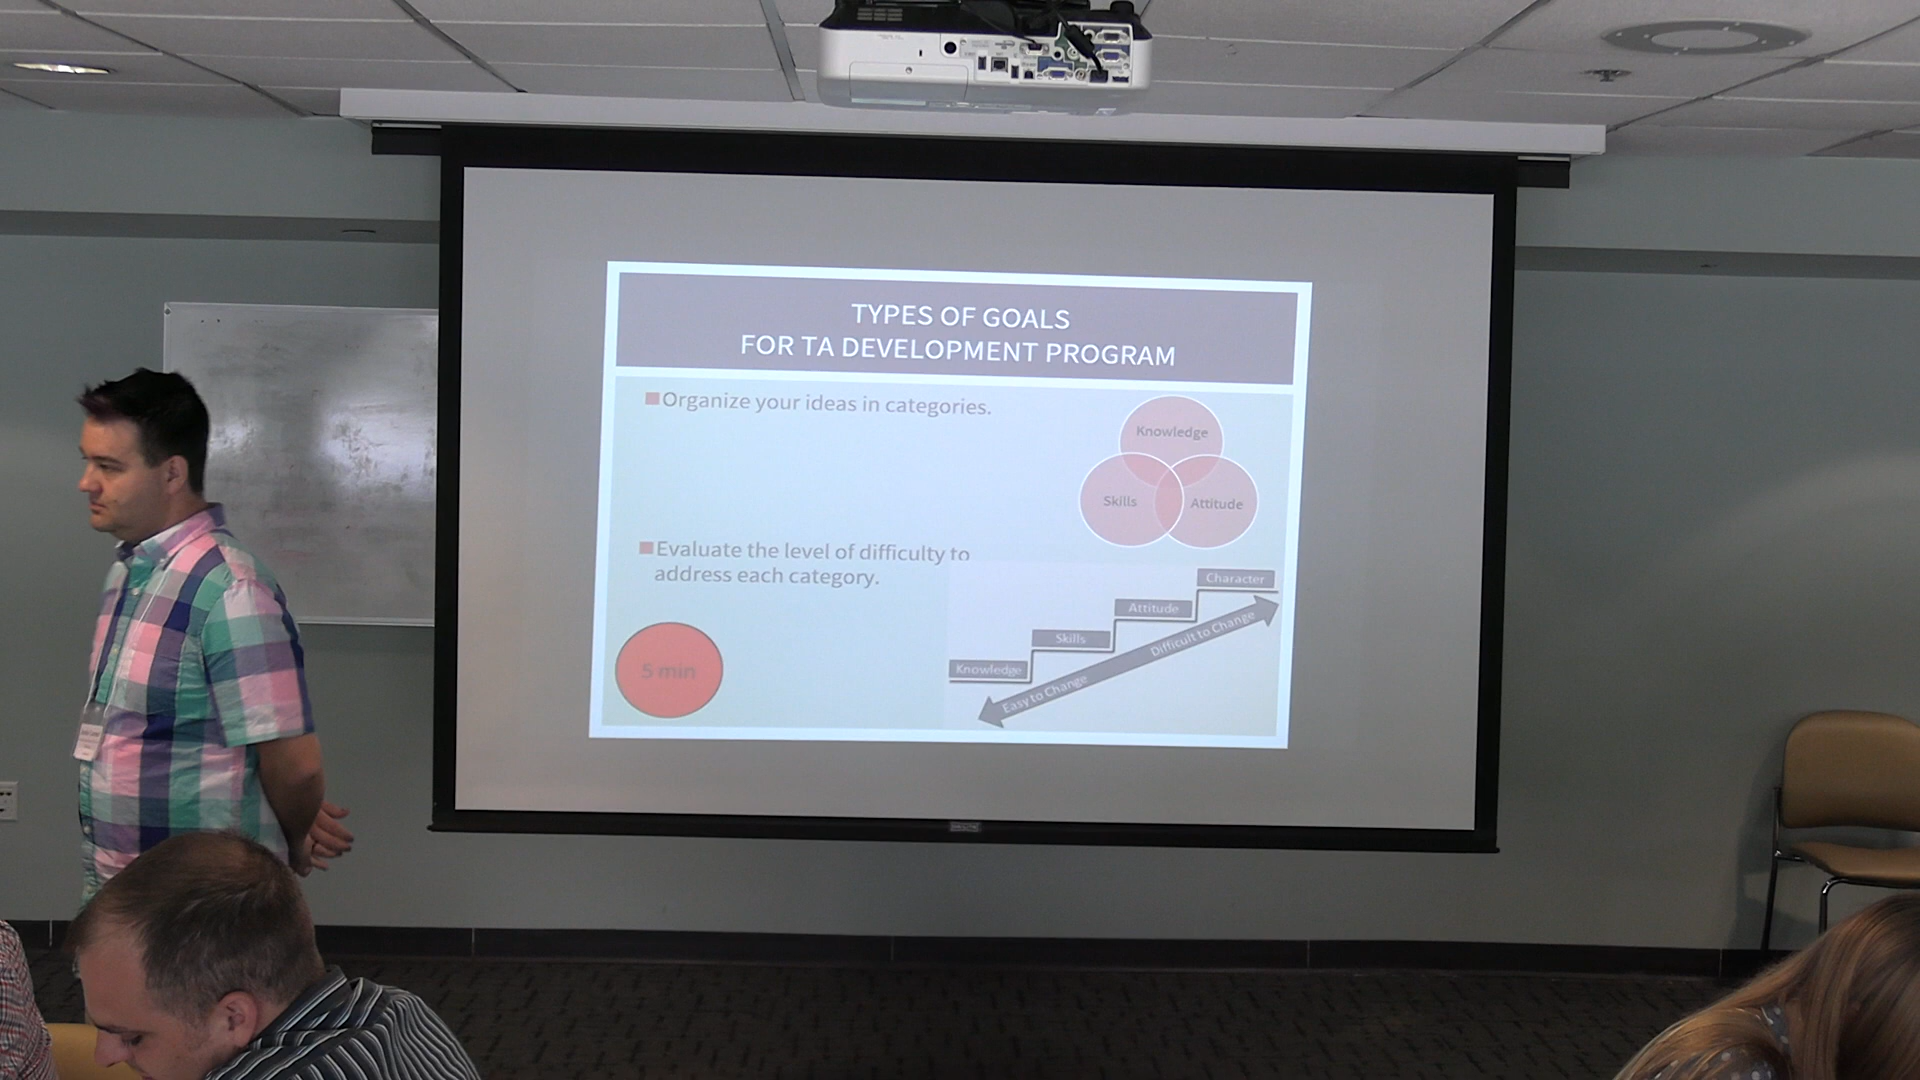 TYPES OF GOALS
FOR TA DEVELOPMENT PROGRAM
■Organize your ideas in categories.
Knowledge
Skills
Attitude
■Evaluate the level of difficulty to
address each category.
Character
Attitude
Skills
Knowledge
Difficult to Change
Easy to Change
5 min